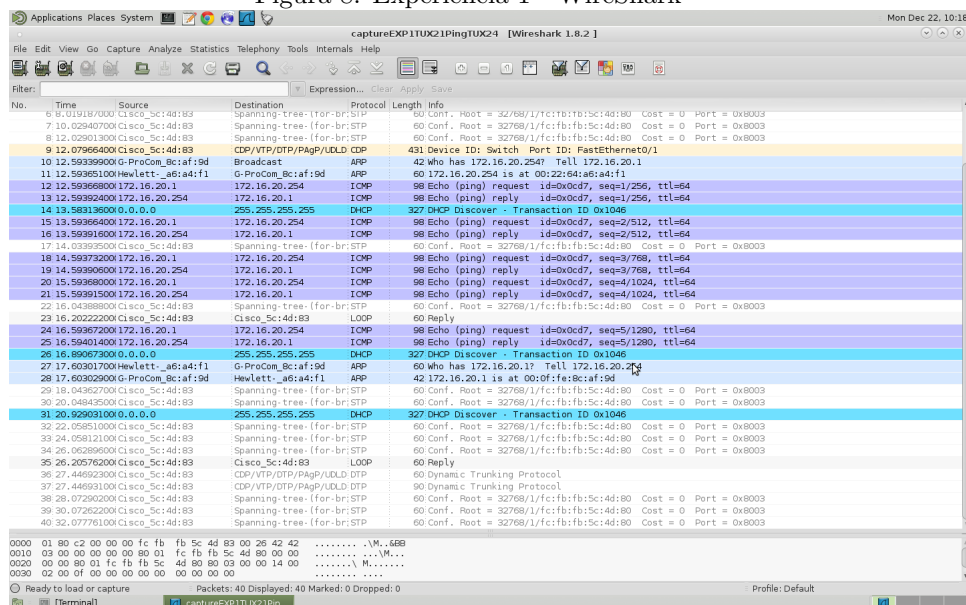 Figura 8: Experiência 1 - WireShark
Applications Places System Mon Dec 22, 10:18
captureEXP1TUX21PingTUX24 [Wireshark 1.8.2 ]
File Edit View Go Capture Analyze Statistics Telephony Tools Internals Help
Filter: Expression... Clear Apply Save
No. Time Source Destination Protocol Length Info
6 8.019187000 Cisco_5c:4d:83 Spanning-tree-(for-br: STP 60 Conf. Root = 32768/1/fc:fb:fb:5c:4d:80 Cost = 0 Port = 0x8003
7 10.02940700 Cisco_5c:4d:83 Spanning-tree-(for-br: STP 60 Conf. Root = 32768/1/fc:fb:fb:5c:4d:80 Cost = 0 Port = 0x8003
8 12.02901300 Cisco_5c:4d:83 Spanning-tree-(for-br: STP 60 Conf. Root = 32768/1/fc:fb:fb:5c:4d:80 Cost = 0 Port = 0x8003
9 12.07966400 Cisco_5c:4d:83 CDP/VTP/DTP/PAgP/UDLD CDP 431 Device ID: Switch Port ID: FastEthernet0/1
10 12.59339900 G-ProCom_8c:af:9d Broadcast ARP 42 Who has 172.16.20.254? Tell 172.16.20.1
11 12.59365100 Hewlett-_a6:a4:f1 G-ProCom_8c:af:9d ARP 60 172.16.20.254 is at 00:22:64:a6:a4:f1
12 12.59366800 172.16.20.1 172.16.20.254 ICMP 98 Echo (ping) request id=0x0cd7, seq=1/256, ttl=64
13 12.59392400 172.16.20.254 172.16.20.1 ICMP 98 Echo (ping) reply id=0x0cd7, seq=1/256, ttl=64
14 13.58313600 0.0.0.0 255.255.255.255 DHCP 327 DHCP Discover - Transaction ID 0x1046
15 13.59366400 172.16.20.1 172.16.20.254 ICMP 98 Echo (ping) request id=0x0cd7, seq=2/512, ttl=64
16 13.59391600 172.16.20.254 172.16.20.1 ICMP 98 Echo (ping) reply id=0x0cd7, seq=2/512, ttl=64
17 14.03393500 Cisco_5c:4d:83 Spanning-tree-(for-br: STP 60 Conf. Root = 32768/1/fc:fb:fb:5c:4d:80 Cost = 0 Port = 0x8003
18 14.59373200 172.16.20.1 172.16.20.254 ICMP 98 Echo (ping) request id=0x0cd7, seq=3/768, ttl=64
19 14.59390600 172.16.20.254 172.16.20.1 ICMP 98 Echo (ping) reply id=0x0cd7, seq=3/768, ttl=64
20 15.59368000 172.16.20.1 172.16.20.254 ICMP 98 Echo (ping) request id=0x0cd7, seq=4/1024, ttl=64
21 15.59391500 172.16.20.254 172.16.20.1 ICMP 98 Echo (ping) reply id=0x0cd7, seq=4/1024, ttl=64
22 16.04388800 Cisco_5c:4d:83 Spanning-tree-(for-br: STP 60 Conf. Root = 32768/1/fc:fb:fb:5c:4d:80 Cost = 0 Port = 0x8003
23 16.20222200 Cisco_5c:4d:83 Cisco_5c:4d:83 LOOP 60 Reply
24 16.59367200 172.16.20.1 172.16.20.254 ICMP 98 Echo (ping) request id=0x0cd7, seq=5/1280, ttl=64
25 16.59401400 172.16.20.254 172.16.20.1 ICMP 98 Echo (ping) reply id=0x0cd7, seq=5/1280, ttl=64
26 16.89067300 0.0.0.0 255.255.255.255 DHCP 327 DHCP Discover - Transaction ID 0x1046
27 17.60301700 Hewlett-_a6:a4:f1 G-ProCom_8c:af:9d ARP 60 Who has 172.16.20.1? Tell 172.16.20.254
28 17.60302900 G-ProCom_8c:af:9d Hewlett-_a6:a4:f1 ARP 42 172.16.20.1 is at 00:0f:fe:8c:af:9d
29 18.04362700 Cisco_5c:4d:83 Spanning-tree-(for-br: STP 60 Conf. Root = 32768/1/fc:fb:fb:5c:4d:80 Cost = 0 Port = 0x8003
30 20.04843500 Cisco_5c:4d:83 Spanning-tree-(for-br: STP 60 Conf. Root = 32768/1/fc:fb:fb:5c:4d:80 Cost = 0 Port = 0x8003
31 20.92903100 0.0.0.0 255.255.255.255 DHCP 327 DHCP Discover - Transaction ID 0x1046
32 22.05851000 Cisco_5c:4d:83 Spanning-tree-(for-br: STP 60 Conf. Root = 32768/1/fc:fb:fb:5c:4d:80 Cost = 0 Port = 0x8003
33 24.05812100 Cisco_5c:4d:83 Spanning-tree-(for-br: STP 60 Conf. Root = 32768/1/fc:fb:fb:5c:4d:80 Cost = 0 Port = 0x8003
34 26.06289600 Cisco_5c:4d:83 Spanning-tree-(for-br: STP 60 Conf. Root = 32768/1/fc:fb:fb:5c:4d:80 Cost = 0 Port = 0x8003
35 26.20576200 Cisco_5c:4d:83 Cisco_5c:4d:83 LOOP 60 Reply
36 27.44692300 Cisco_5c:4d:83 CDP/VTP/DTP/PAgP/UDLD DTP 60 Dynamic Trunking Protocol
37 27.44693100 Cisco_5c:4d:83 CDP/VTP/DTP/PAgP/UDLD DTP 90 Dynamic Trunking Protocol
38 28.07290200 Cisco_5c:4d:83 Spanning-tree-(for-br: STP 60 Conf. Root = 32768/1/fc:fb:fb:5c:4d:80 Cost = 0 Port = 0x8003
39 30.07262200 Cisco_5c:4d:83 Spanning-tree-(for-br: STP 60 Conf. Root = 32768/1/fc:fb:fb:5c:4d:80 Cost = 0 Port = 0x8003
40 32.07776100 Cisco_5c:4d:83 Spanning-tree-(for-br: STP 60 Conf. Root = 32768/1/fc:fb:fb:5c:4d:80 Cost = 0 Port = 0x8003
0000 01 80 c2 00 00 00 fc fb fb 5c 4d 83 00 26 42 42 ........ .\M..&BB
0010 03 00 00 00 00 00 80 01 fc fb fb 5c 4d 80 00 00 ........ ...\M...
0020 00 00 80 01 fc fb fb 5c 4d 80 80 03 00 00 14 00 .......\ M.......
0030 02 00 0f 00 00 00 00 00 00 00 00 00 ........ ....
Ready to load or capture Packets: 40 Displayed: 40 Marked: 0 Dropped: 0 Profile: Default
[Terminal] captureEXP1TUX21Pin